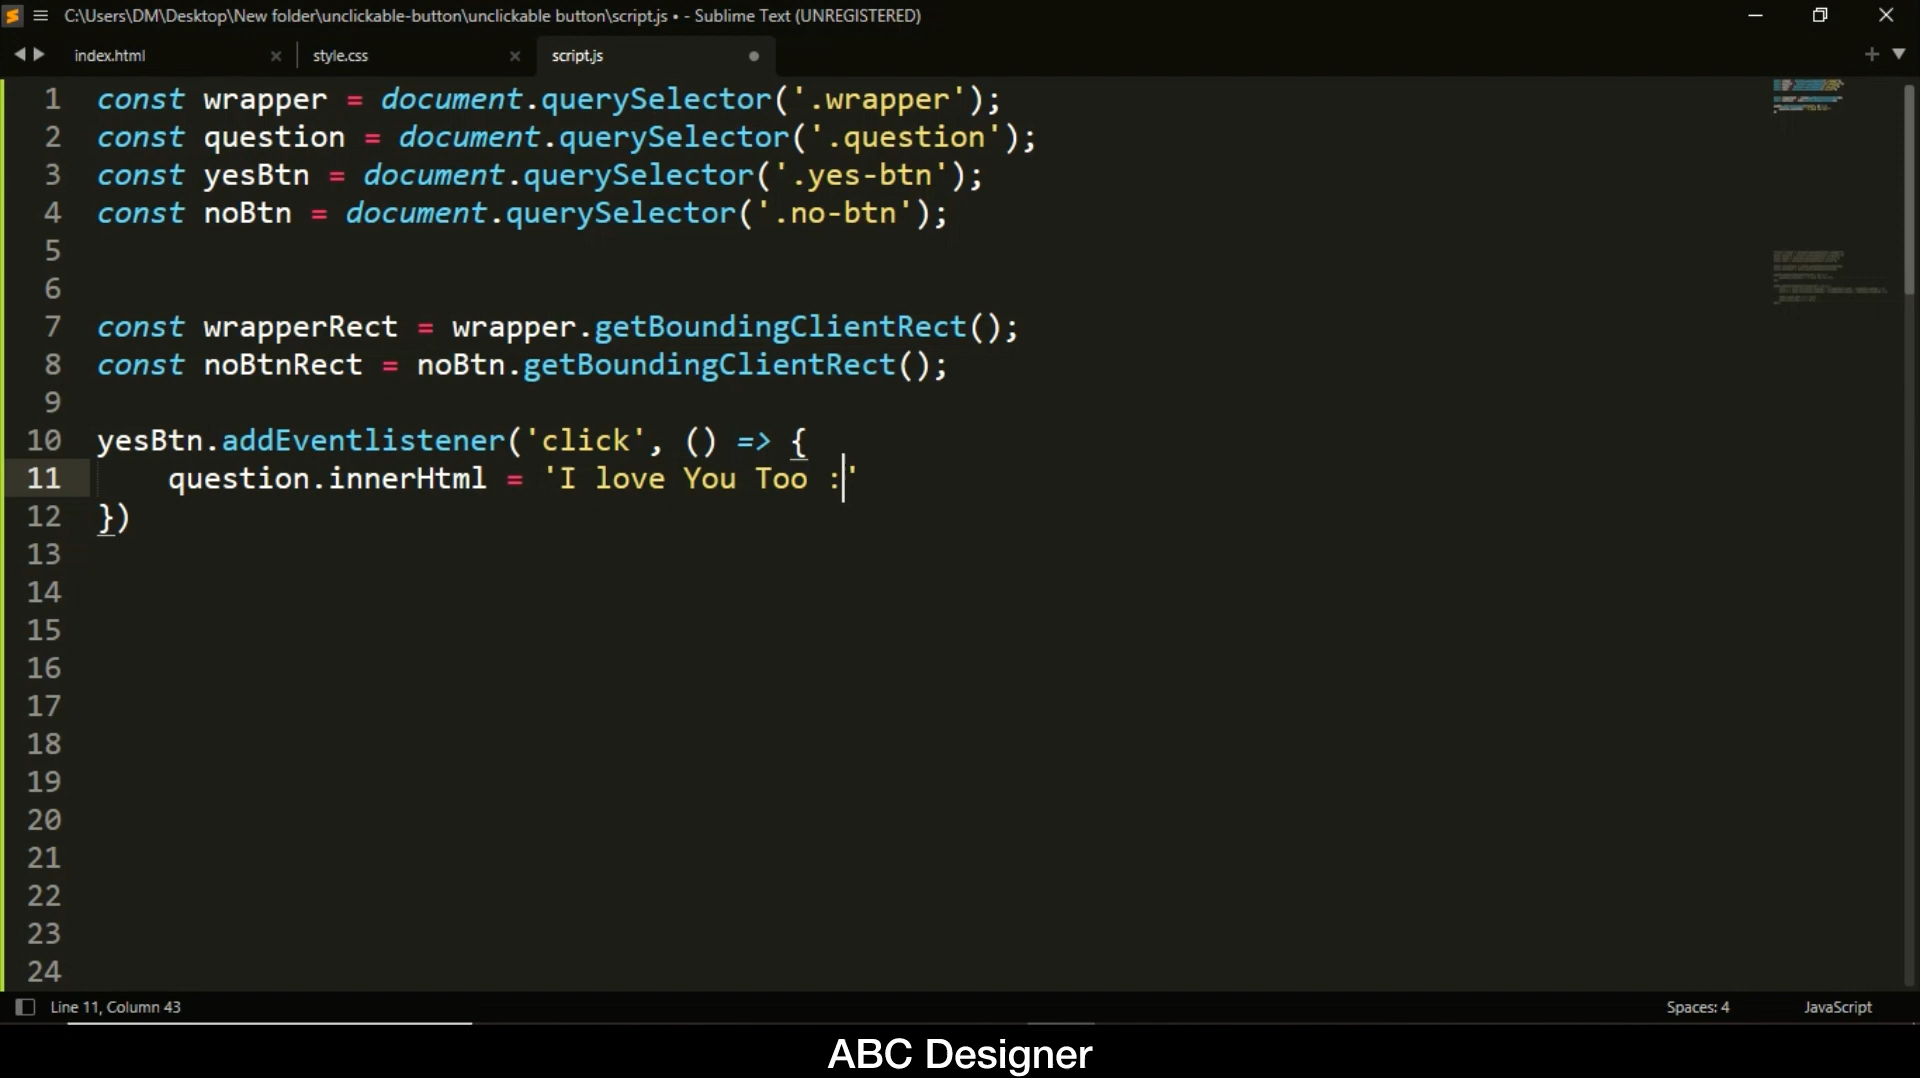 C:\Users\DM\Desktop\New folder\unclickable-button\unclickable button\script.js • - Sublime Text (UNREGISTERED)
index.html
style.css
script.js
1 const wrapper = document.querySelector('.wrapper');
2 const question = document.querySelector('.question');
3 const yesBtn = document.querySelector('.yes-btn');
4 const noBtn = document.querySelector('.no-btn');
5
6
7 const wrapperRect = wrapper.getBoundingClientRect();
8 const noBtnRect = noBtn.getBoundingClientRect();
9
10 yesBtn.addEventlistener('click', () => {
11 question.innerHtml = 'I love You Too :'
12 })
13
14
15
16
17
18
19
20
21
22
23
24
Line 11, Column 43
Spaces: 4
JavaScript
ABC Designer